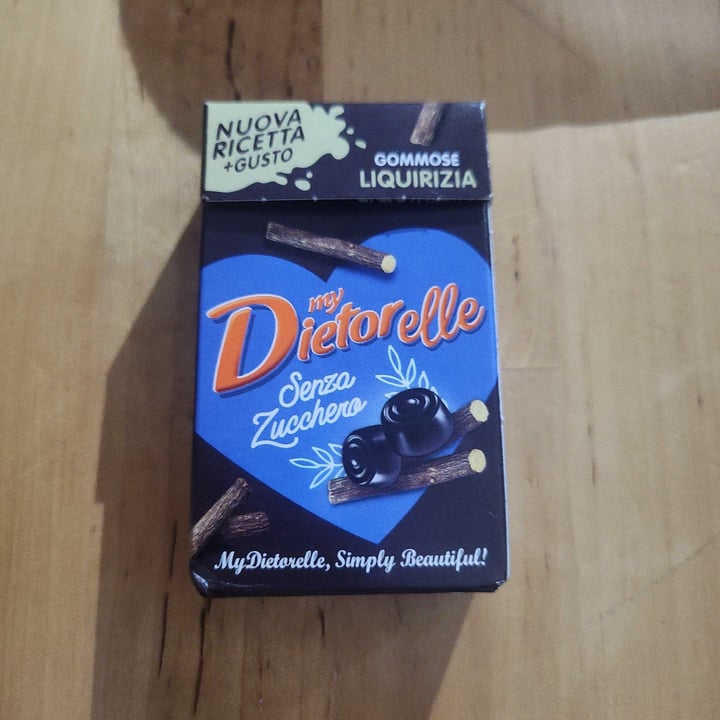 NUOVA
RICETTA
+GUSTO
GOMMOSE
LIQUIRIZIA
my
Dietorelle
Senza
Zucchero
MyDietorelle, Simply Beautiful!